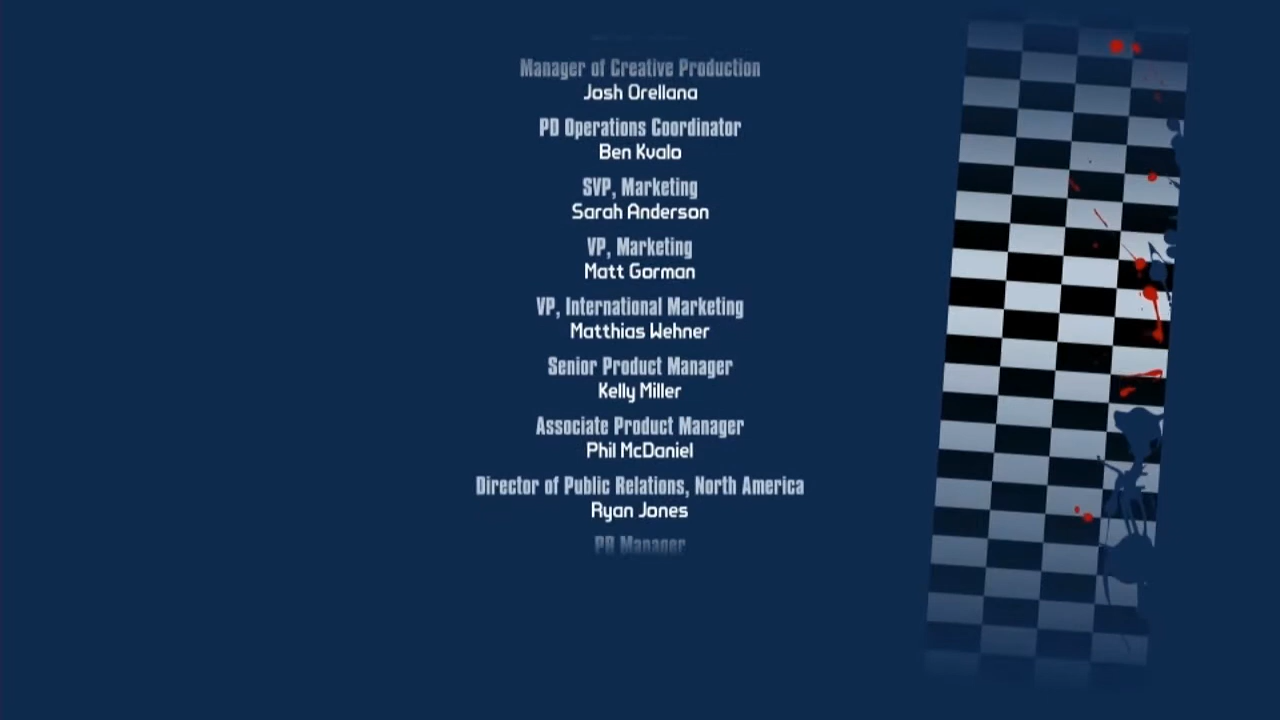 Manager of Creative Production
Josh Orellana
PD Operations Coordinator
Ben Kvalo
SVP, Marketing
Sarah Anderson
VP, Marketing
Matt Gorman
VP, International Marketing
Matthias Wehner
Senior Product Manager
Kelly Miller
Associate Product Manager
Phil McDaniel
Director of Public Relations, North America
Ryan Jones
PR Manager